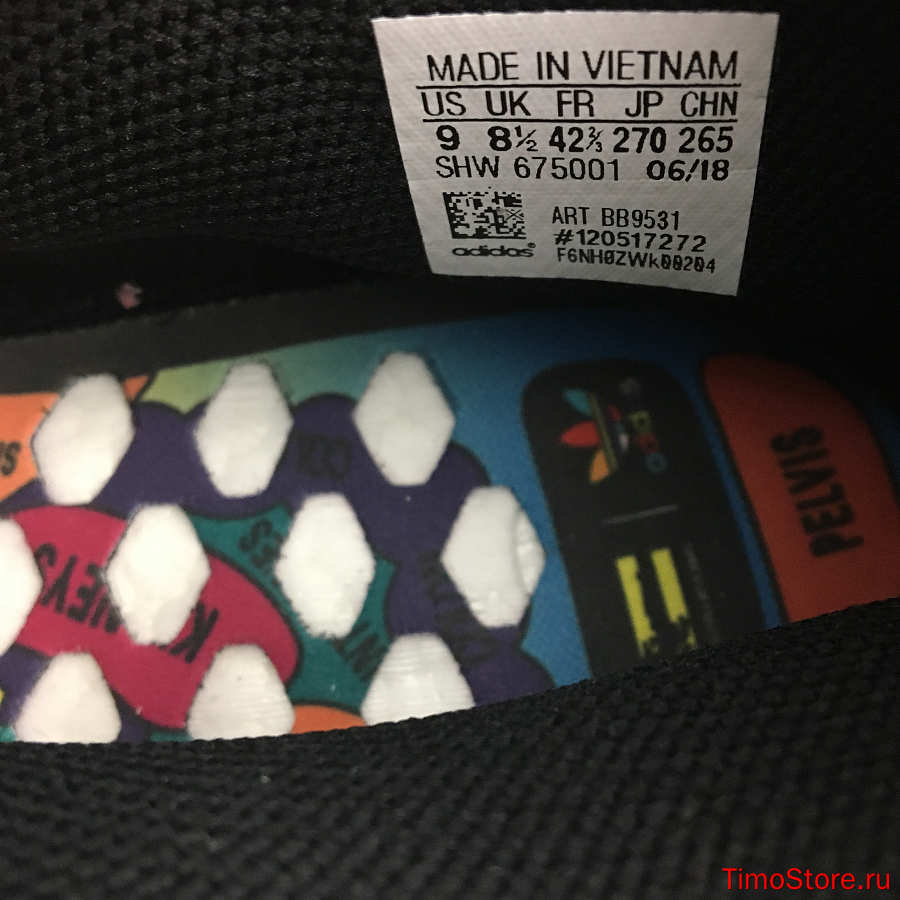 MADE IN VIETNAM
US UK FR JP CHN
9 8½ 42⅔ 270 265
SHW 675001 06/18
ART BB9531
#120517272
adidas® F6NH0ZWk00204
PELVIS
TimoStore.ru